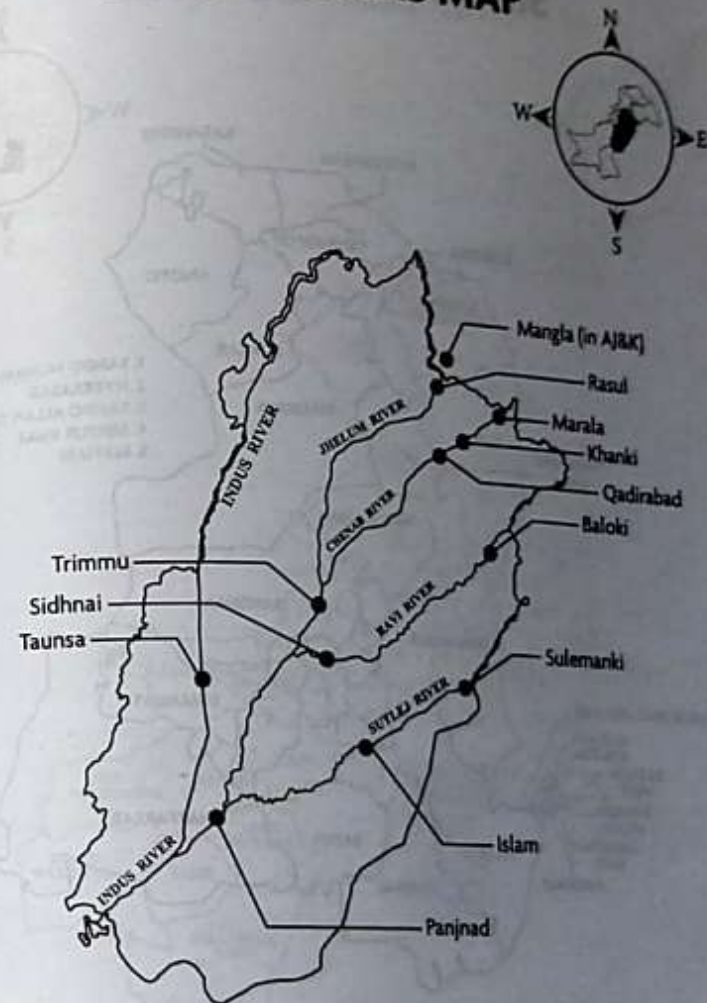 MAP
N
W
E
S
Mangla (in AJ&K)
Rasul
Marala
Khanki
Qadirabad
Baloki
Sulemanki
Islam
Panjnad
Trimmu
Sidhnai
Taunsa
INDUS RIVER
JHELUM RIVER
CHENAB RIVER
RAVI RIVER
SUTLEJ RIVER
INDUS RIVER